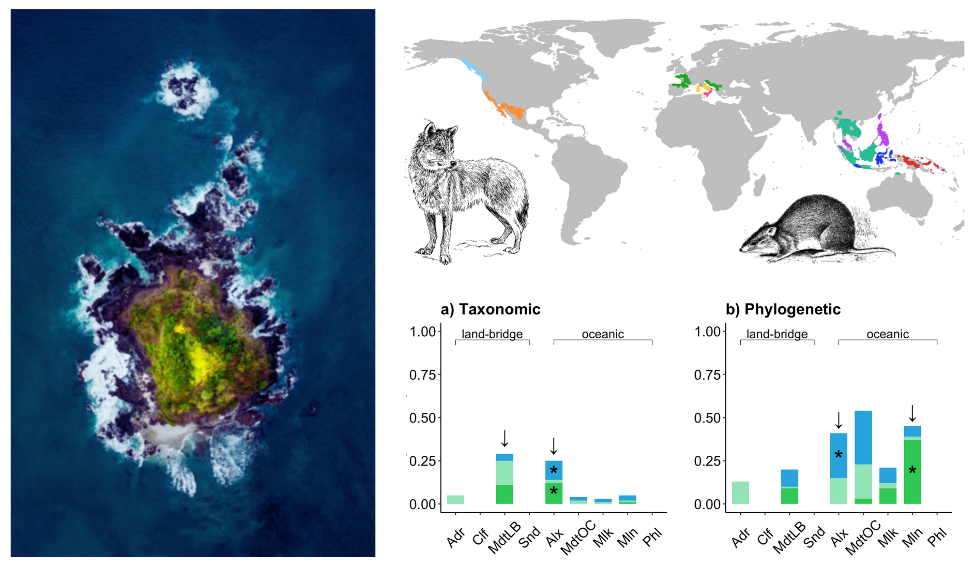 a) Taxonomic
land-bridge
oceanic
1.00
0.75
0.50
0.25
0.00
*
*
Adr Clf MdtLB Snd Alx MdtOC Mlk Mln Phl
b) Phylogenetic
land-bridge
oceanic
1.00
0.75
0.50
0.25
0.00
*
*
Adr Clf MdtLB Snd Alx MdtOC Mlk Mln Phl